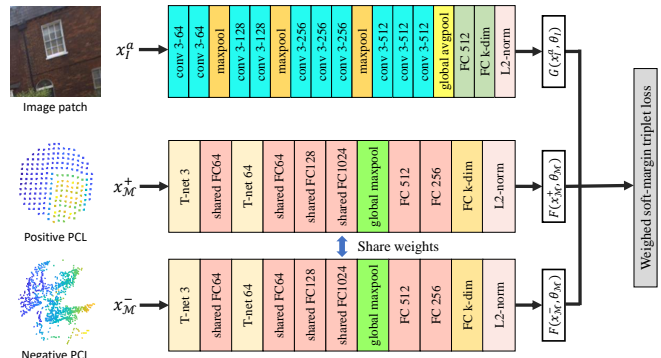 Image patch
x_I^a
conv 3-64
conv 3-64
maxpool
conv 3-128
conv 3-128
maxpool
conv 3-256
conv 3-256
maxpool
conv 3-512
conv 3-512
conv 3-512
global avgpool
FC 512
FC k-dim
L2-norm
G(x_I^a, θ_I)
Positive PCL
x_M^+
T-net 3
shared FC64
T-net 64
shared FC64
shared FC128
shared FC1024
global maxpool
FC 512
FC 256
FC k-dim
L2-norm
F(x_M^+, θ_M)
Share weights
Negative PCL
x_M^-
T-net 3
shared FC64
T-net 64
shared FC64
shared FC128
shared FC1024
global maxpool
FC 512
FC 256
FC k-dim
L2-norm
F(x_M^-, θ_M)
Weighed soft-margin triplet loss